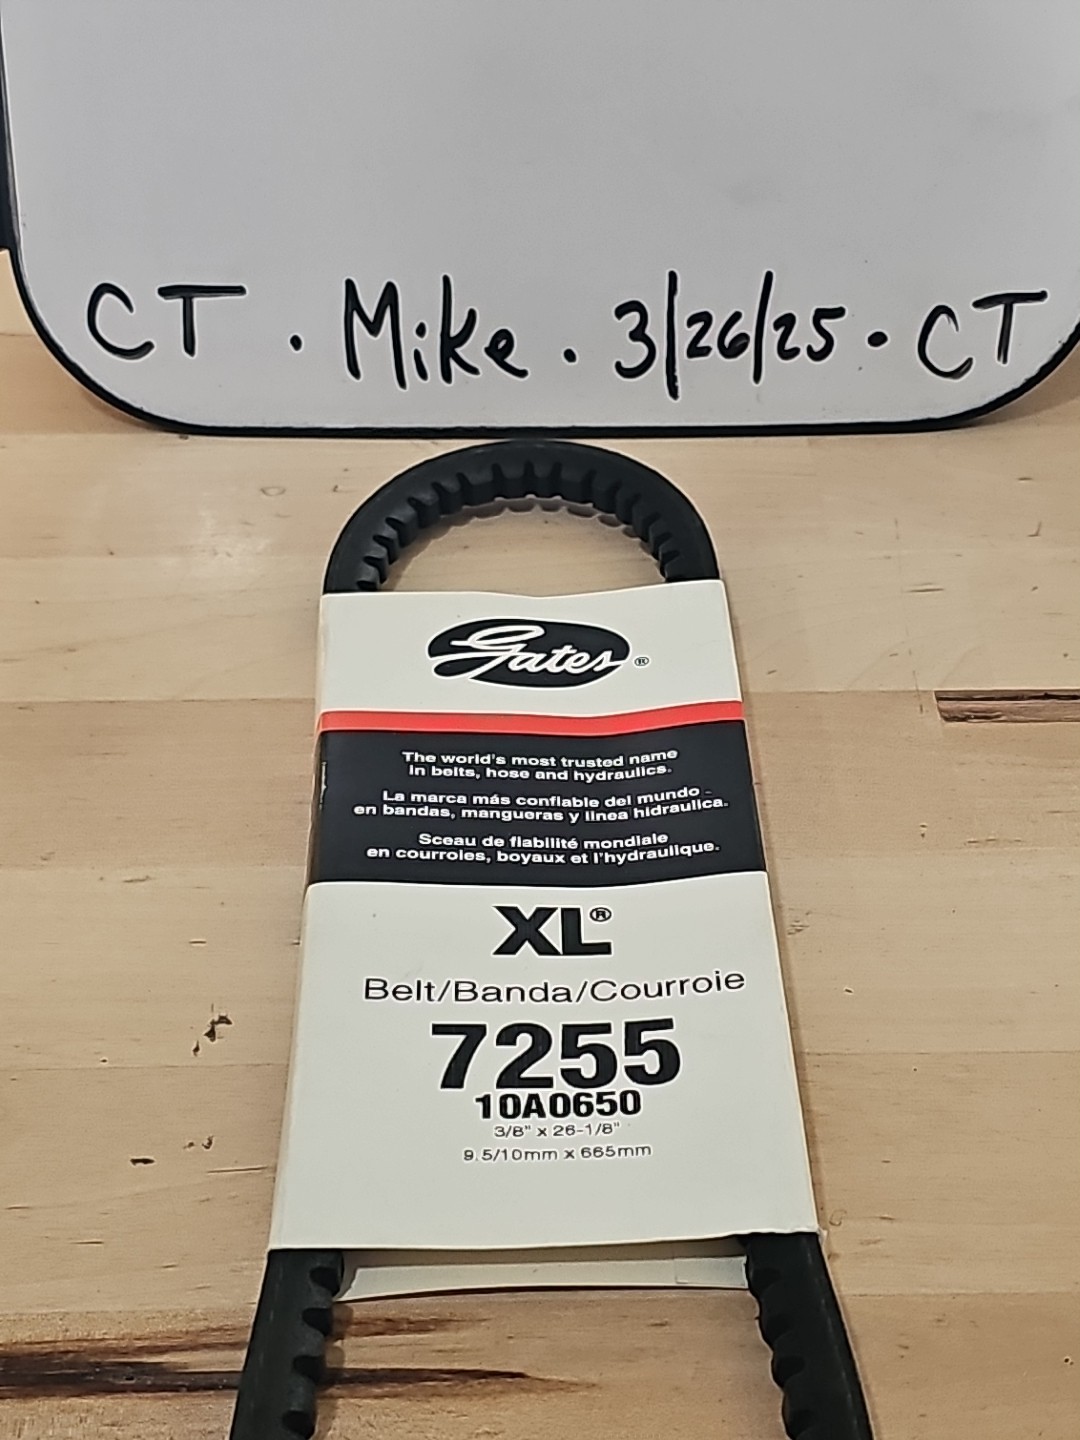 CT . Mike . 3/26/25 . CT
Gates®
The world's most trusted name
in belts, hose and hydraulics.
La marca más confiable del mundo
en bandas, mangueras y linea hidraulica.
Sceau de fiabilité mondiale
en courroies, boyaux et l'hydraulique.
XL®
Belt/Banda/Courroie
7255
10A0650
3/8" x 26-1/8"
9.5/10mm x 665mm